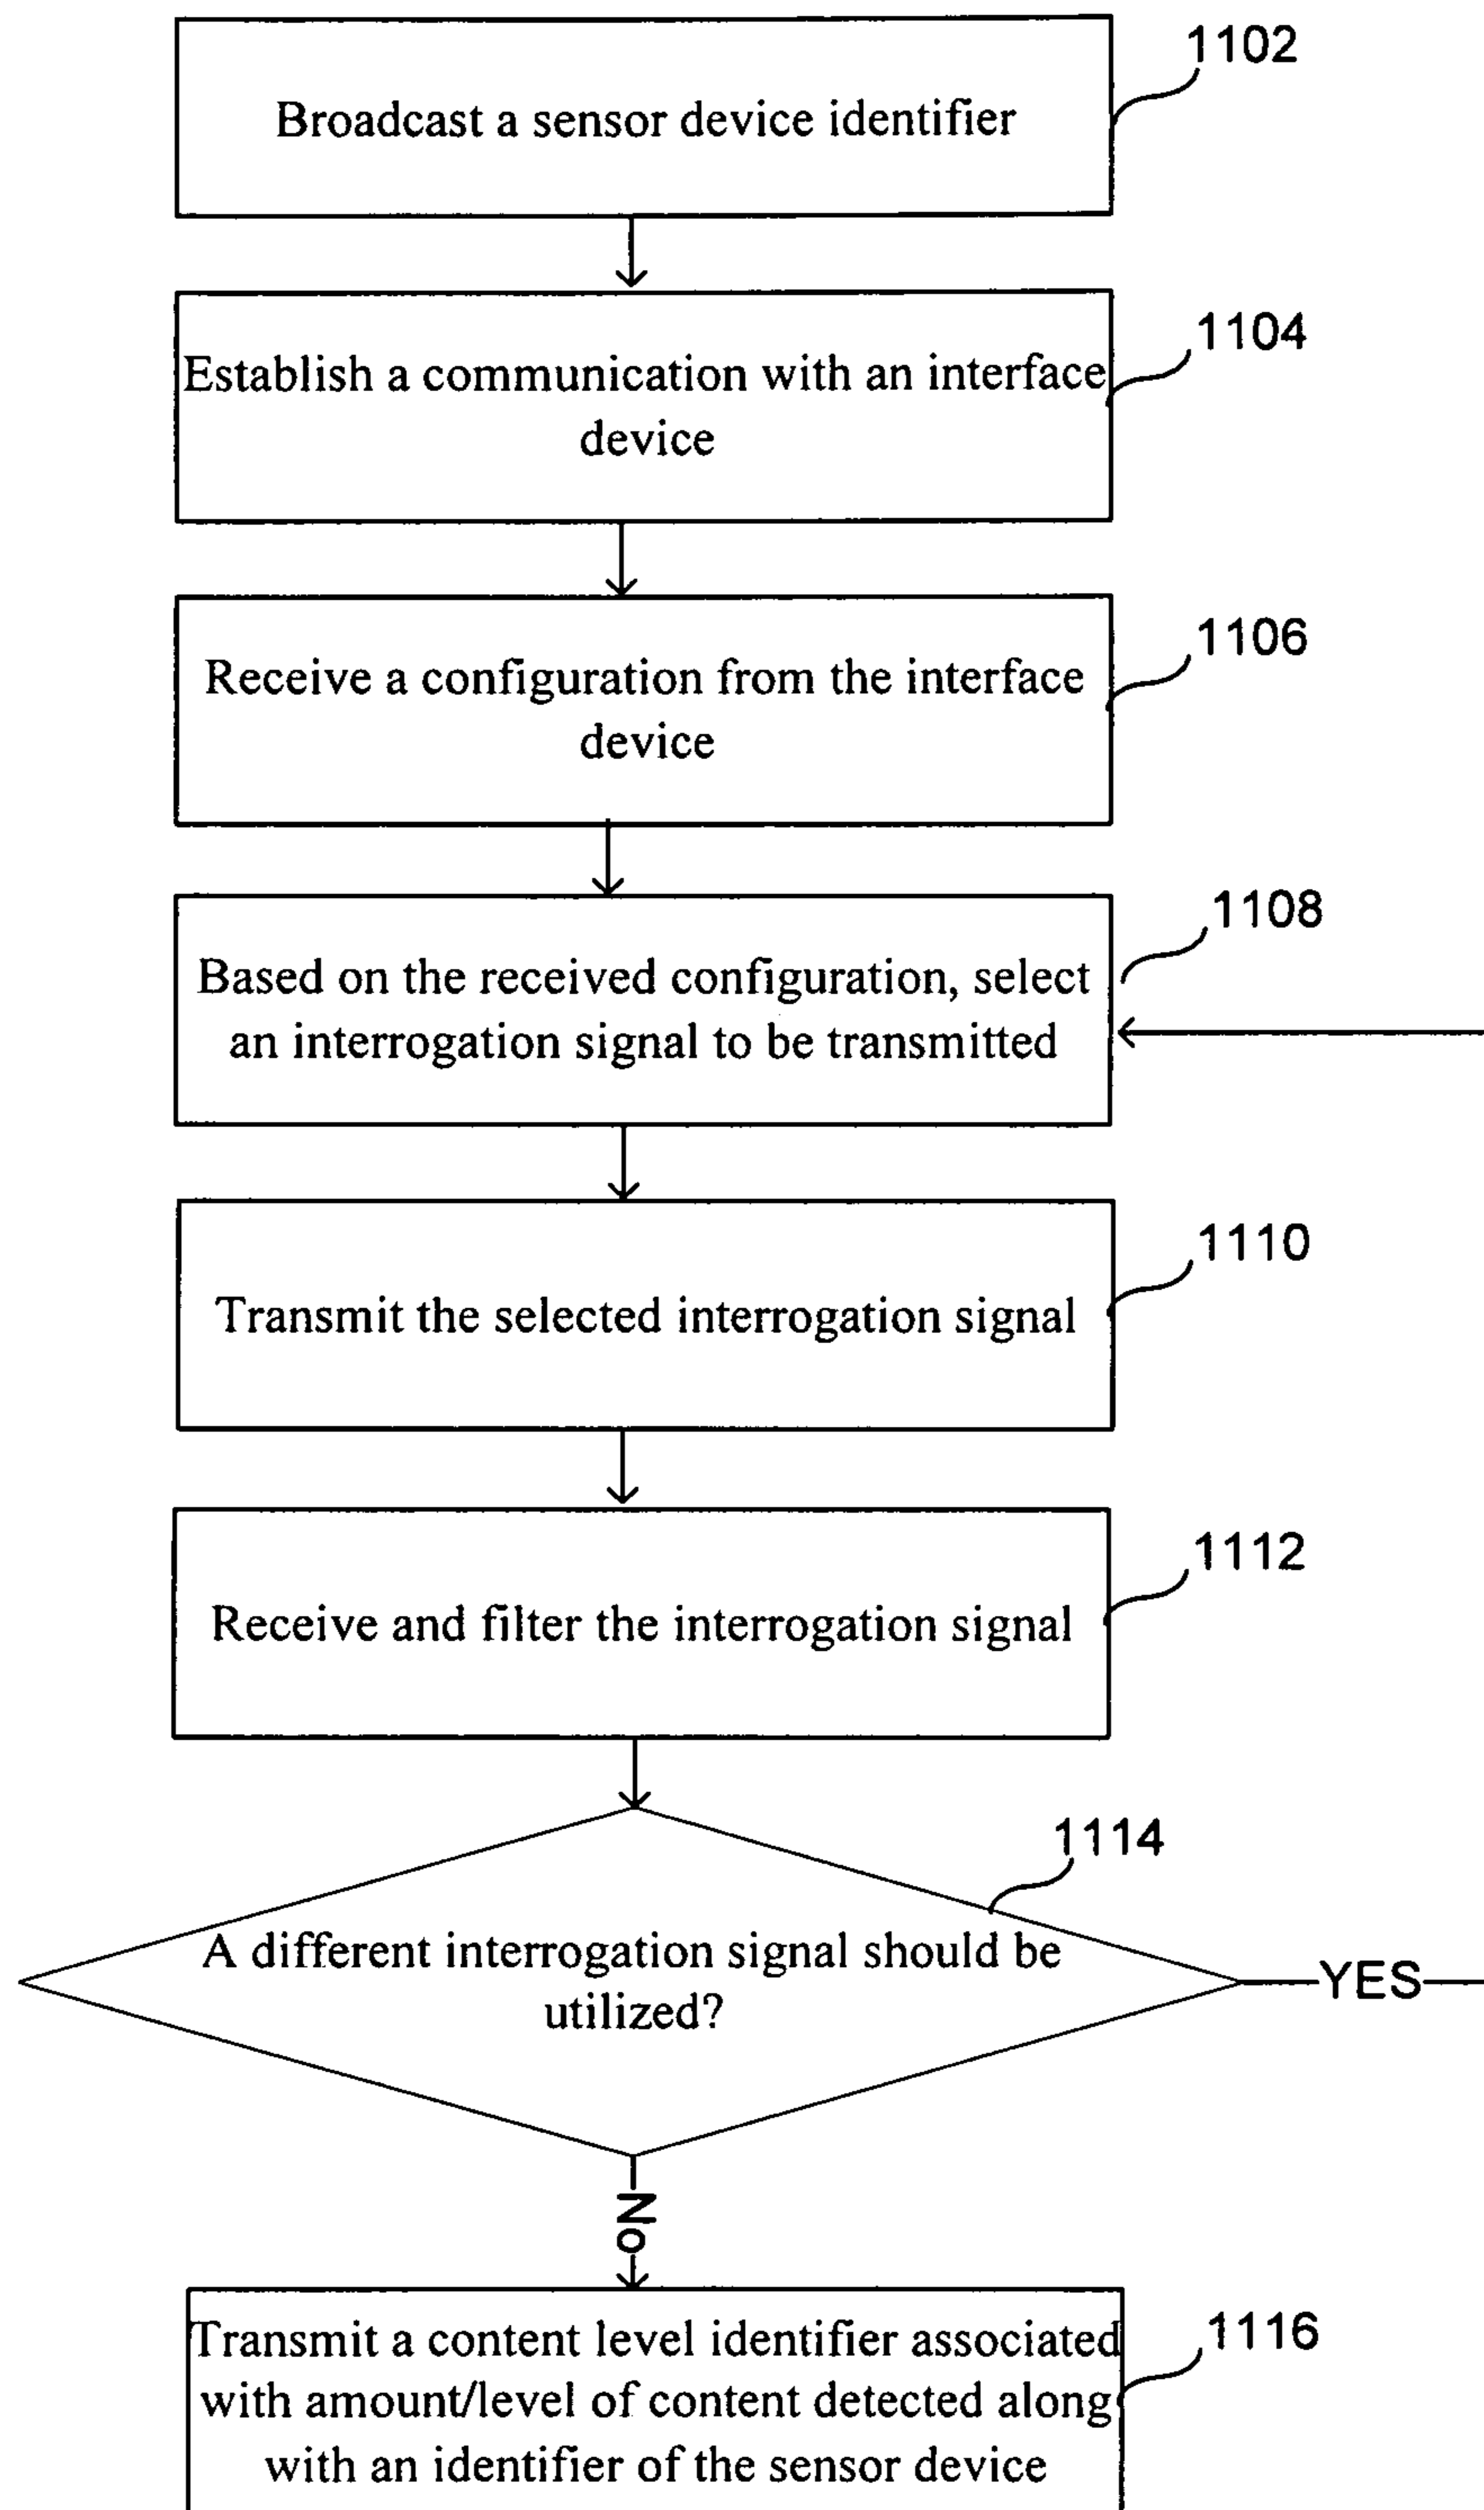 1102
Broadcast a sensor device identifier
1104
Establish a communication with an interface
device
1106
Receive a configuration from the interface
device
1108
Based on the received configuration, select
an interrogation signal to be transmitted
1110
Transmit the selected interrogation signal
1112
Receive and filter the interrogation signal
1114
A different interrogation signal should be
utilized?
YES
NO
1116
Transmit a content level identifier associated
with amount/level of content detected along
with an identifier of the sensor device